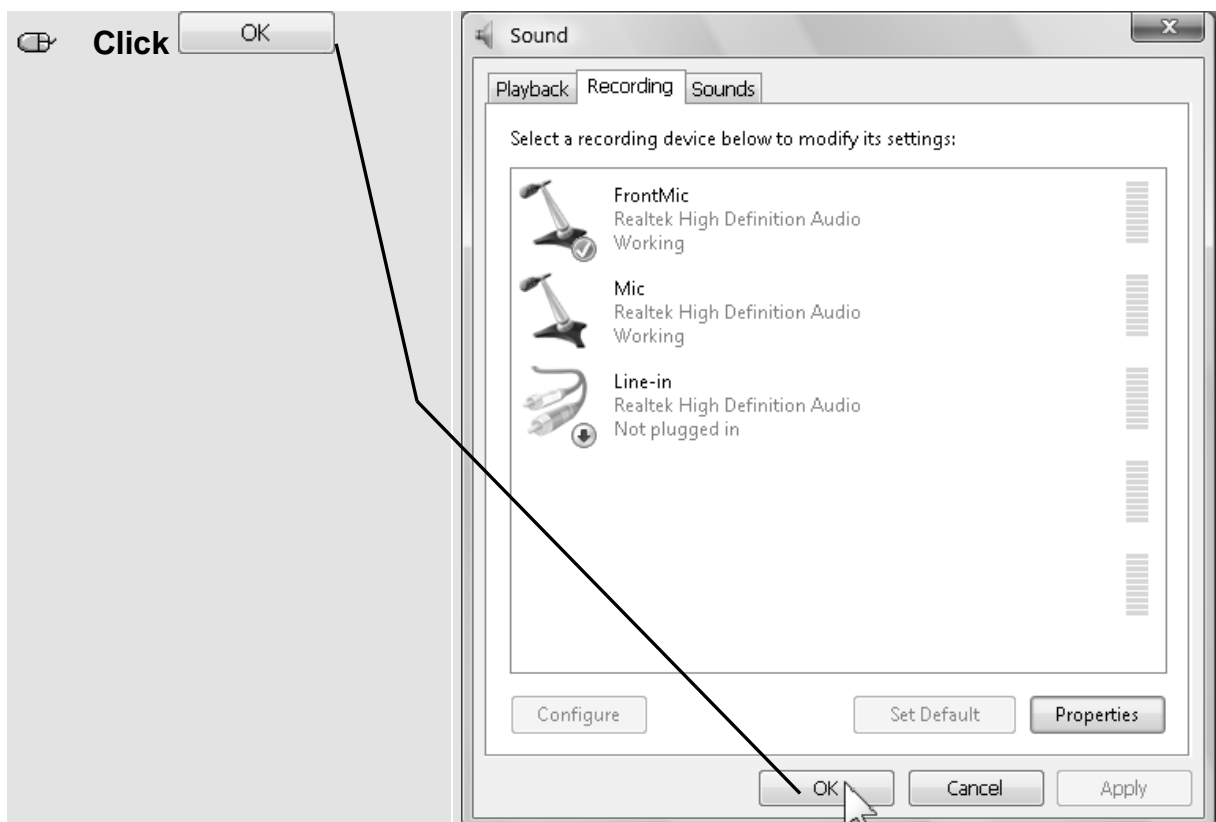 Click OK
Sound
Playback Recording Sounds
Select a recording device below to modify its settings:
FrontMic
Realtek High Definition Audio
Working
Mic
Realtek High Definition Audio
Working
Line-in
Realtek High Definition Audio
Not plugged in
Configure Set Default Properties
OK Cancel Apply